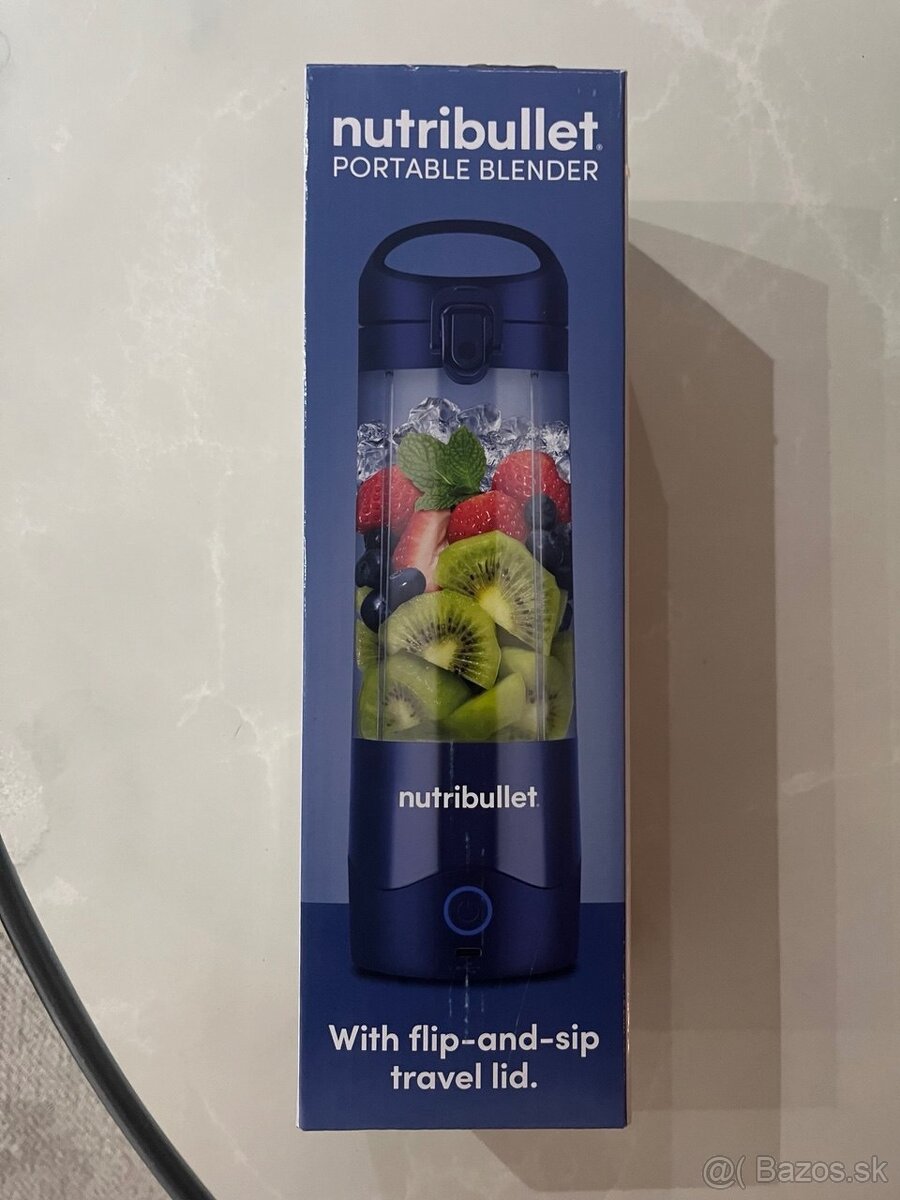 nutribullet®
PORTABLE BLENDER
nutribullet
With flip-and-sip
travel lid.
@( Bazos.sk